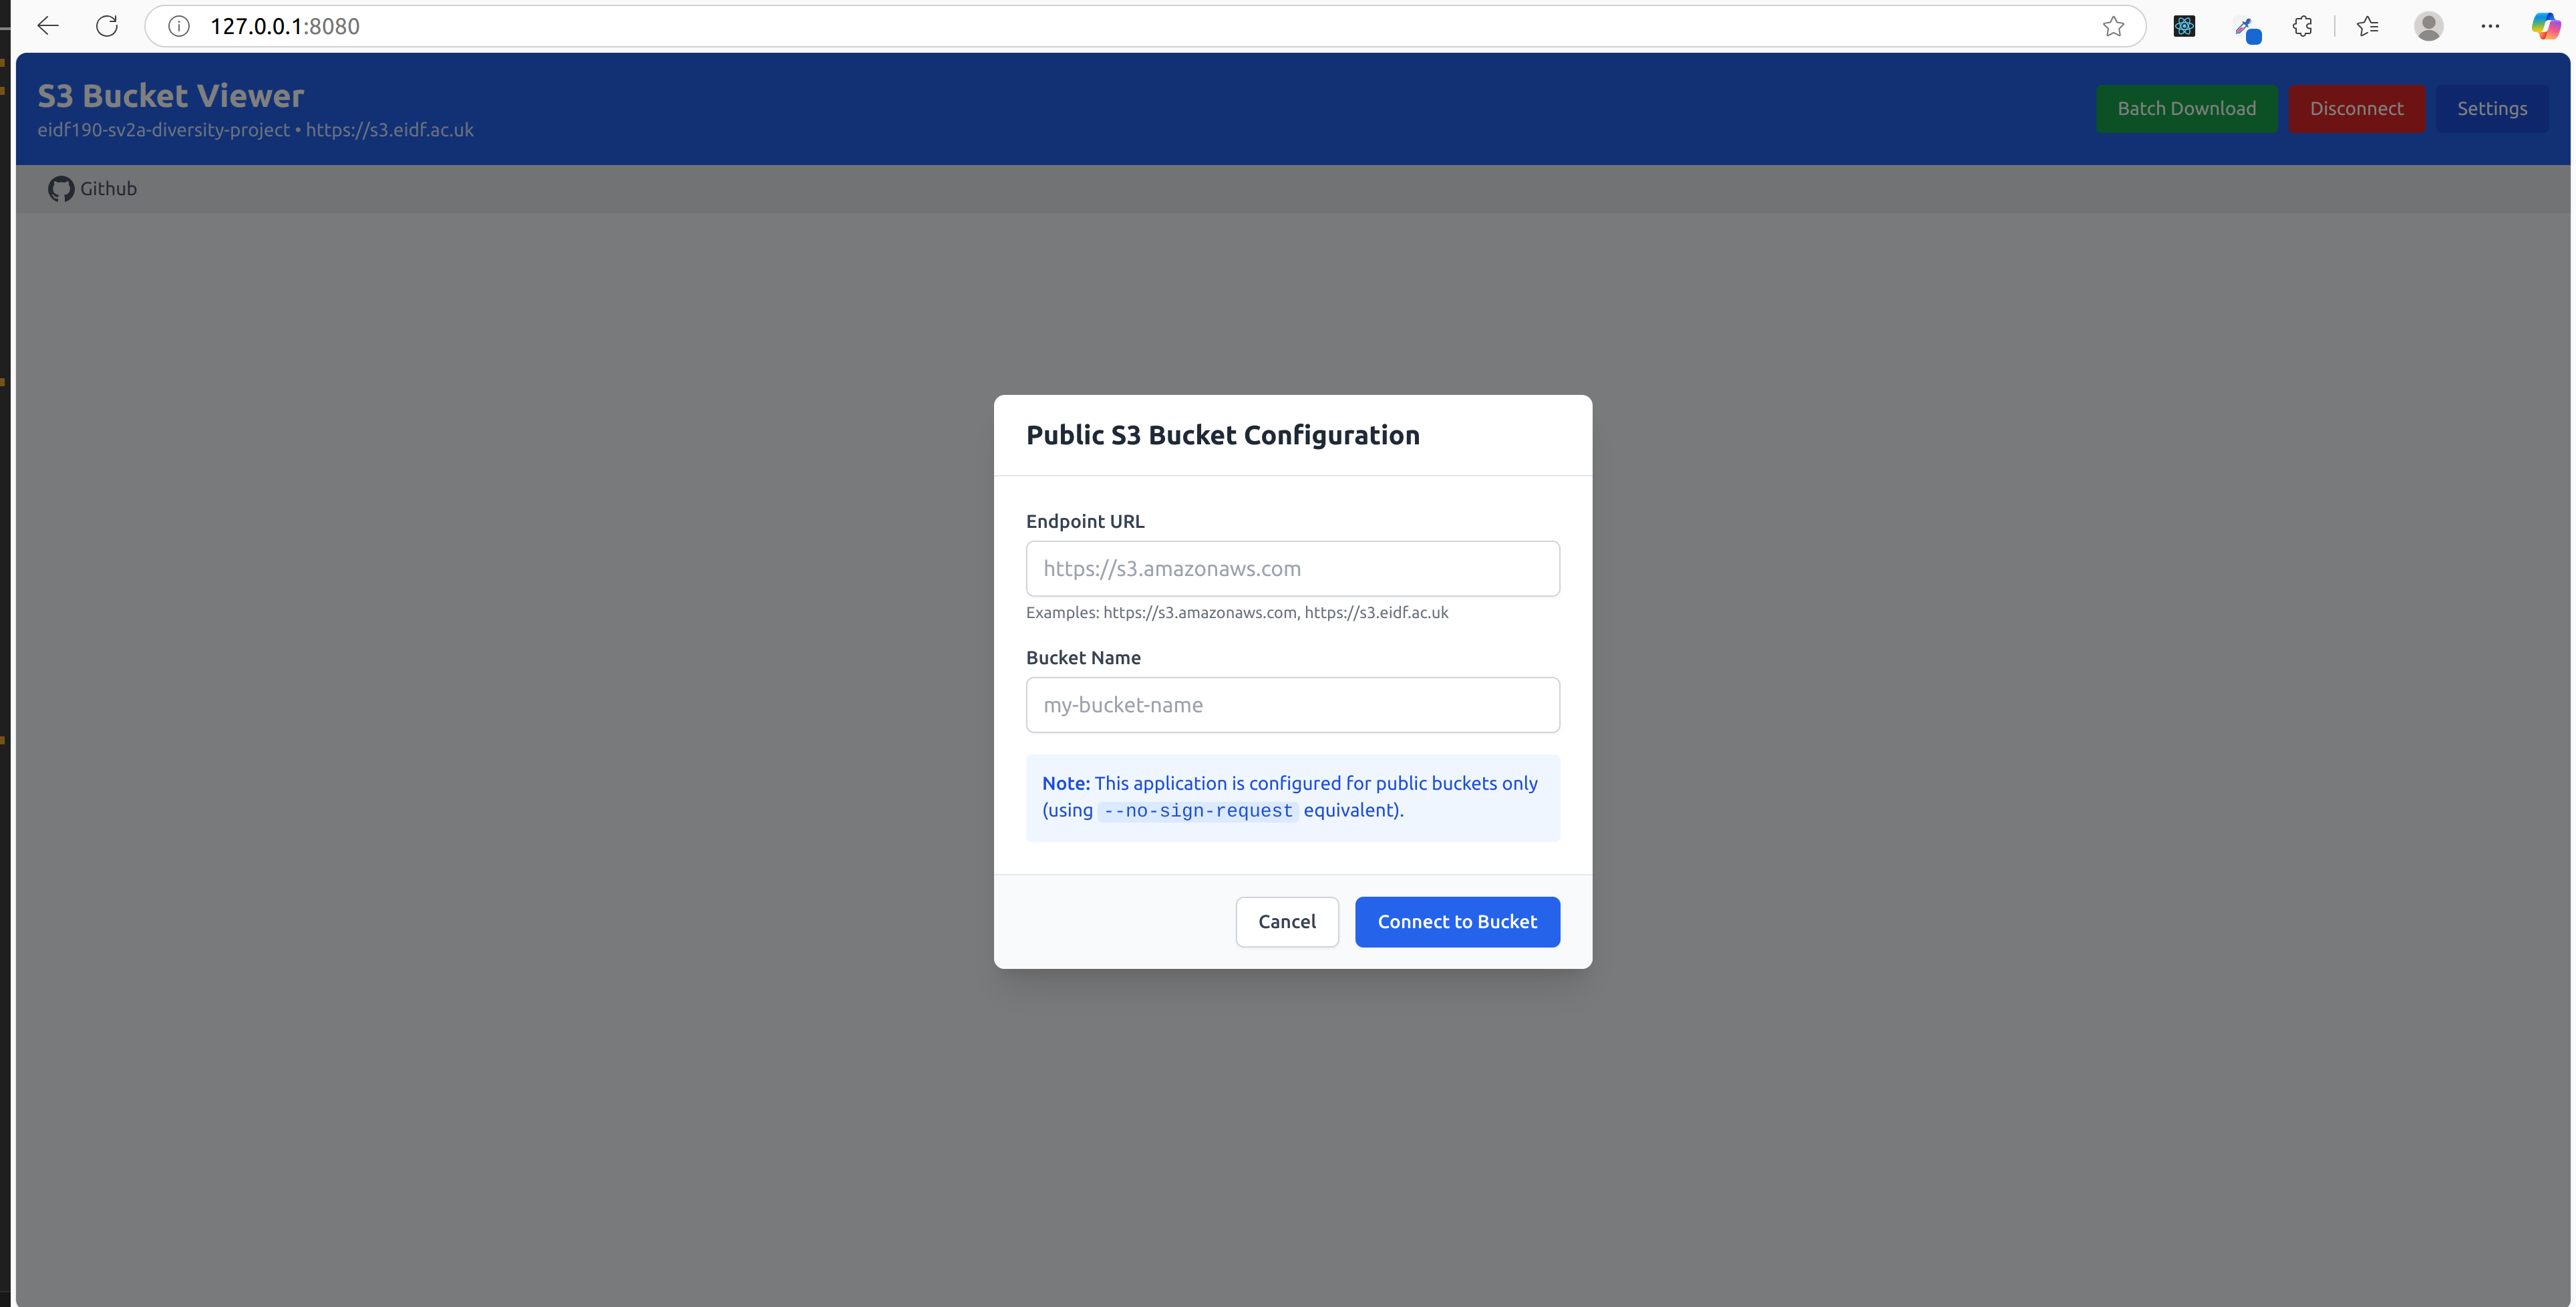 127.0.0.1:8080
S3 Bucket Viewer
eidf190-sv2a-diversity-project • https://s3.eidf.ac.uk
Batch Download
Disconnect
Settings
Github
Public S3 Bucket Configuration
Endpoint URL
https://s3.amazonaws.com
Examples: https://s3.amazonaws.com, https://s3.eidf.ac.uk
Bucket Name
my-bucket-name
Note: This application is configured for public buckets only
(using --no-sign-request equivalent).
Cancel
Connect to Bucket